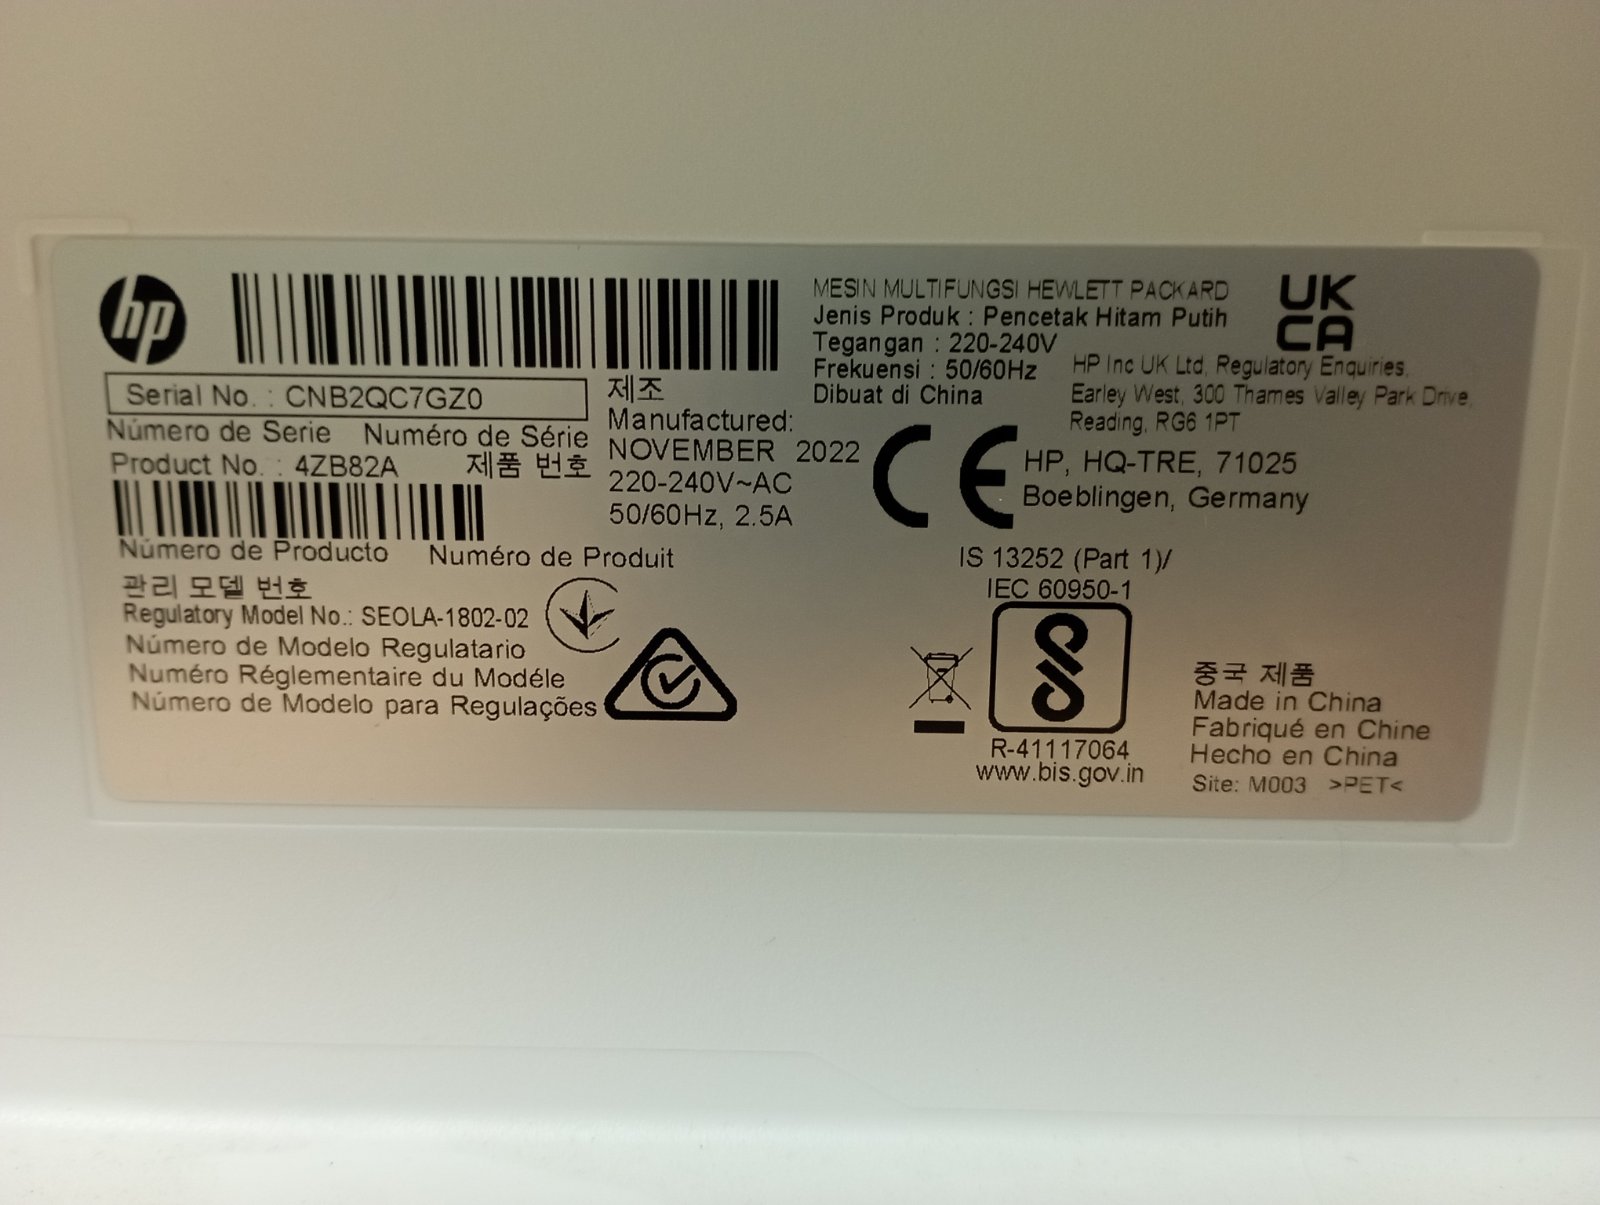 hp
Serial No. : CNB2QC7GZ0
Número de Serie Numéro de Série
Product No. : 4ZB82A 제품 번호
Número de Producto Numéro de Produit
관리 모델 번호
Regulatory Model No.: SEOLA-1802-02
Número de Modelo Regulatario
Numéro Réglementaire du Modéle
Número de Modelo para Regulações
제조
Manufactured:
NOVEMBER 2022
220-240V~AC
50/60Hz, 2.5A
MESIN MULTIFUNGSI HEWLETT PACKARD
Jenis Produk : Pencetak Hitam Putih
Tegangan : 220-240V
Frekuensi : 50/60Hz
Dibuat di China
UK
CA
HP Inc UK Ltd, Regulatory Enquiries,
Earley West, 300 Thames Valley Park Drive,
Reading, RG6 1PT
CE
HP, HQ-TRE, 71025
Boeblingen, Germany
IS 13252 (Part 1)/
IEC 60950-1
R-41117064
www.bis.gov.in
중국 제품
Made in China
Fabriqué en Chine
Hecho en China
Site: M003 >PET<